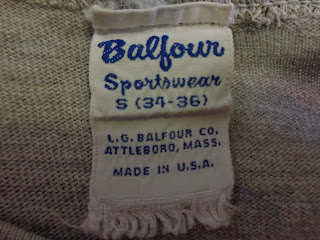 Balfour
Sportswear
S (34-36)
L.G. BALFOUR CO.
ATTLEBORO, MASS.
MADE IN U.S.A.